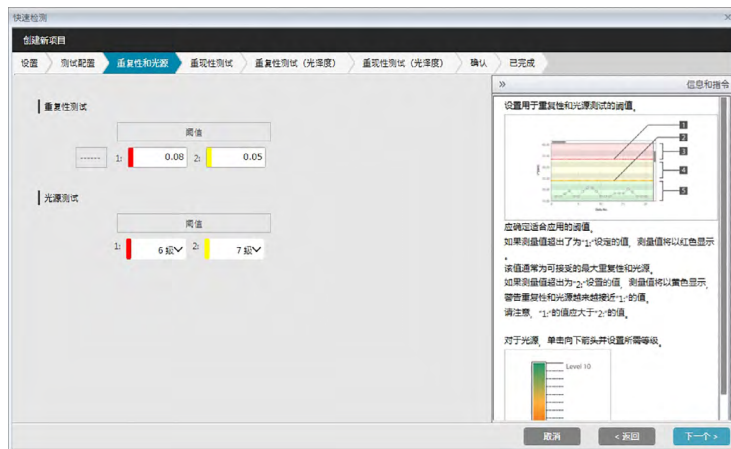 快速检测
×
创建新项目
设置
测试配置
重复性和光源
重现性测试
重复性测试（光泽度）
重现性测试（光泽度）
确认
已完成
重复性测试
阈值
------
1:
0.08
2:
0.05
光源测试
阈值
1:
6 级
2:
7 级
»
信息和指令
设置用于重复性和光源测试的阈值。
1
2
3
4
5
应确定适合应用的阈值。
如果测量值超出了为“1:”设定的值，测量值将以红色显示
。
该值通常为可接受的最大重复性和光源。
如果测量值超出为“2:”设置的值，测量值将以黄色显示，
警告重复性和光源越来越接近“1:”的值。
请注意，“1:”的值应大于“2:”的值。
对于光源，单击向下箭头并设置所需等级。
Level 10
取消
< 返回
下一个 >